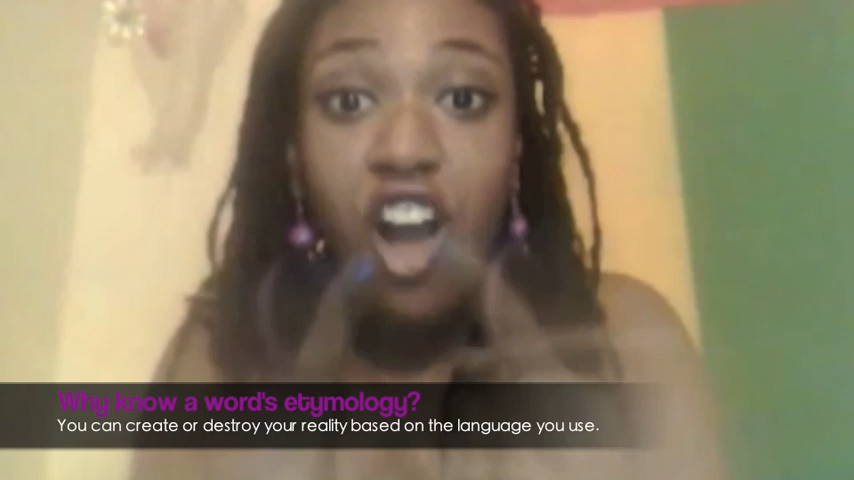 Why know a word's etymology?
You can create or destroy your reality based on the language you use.